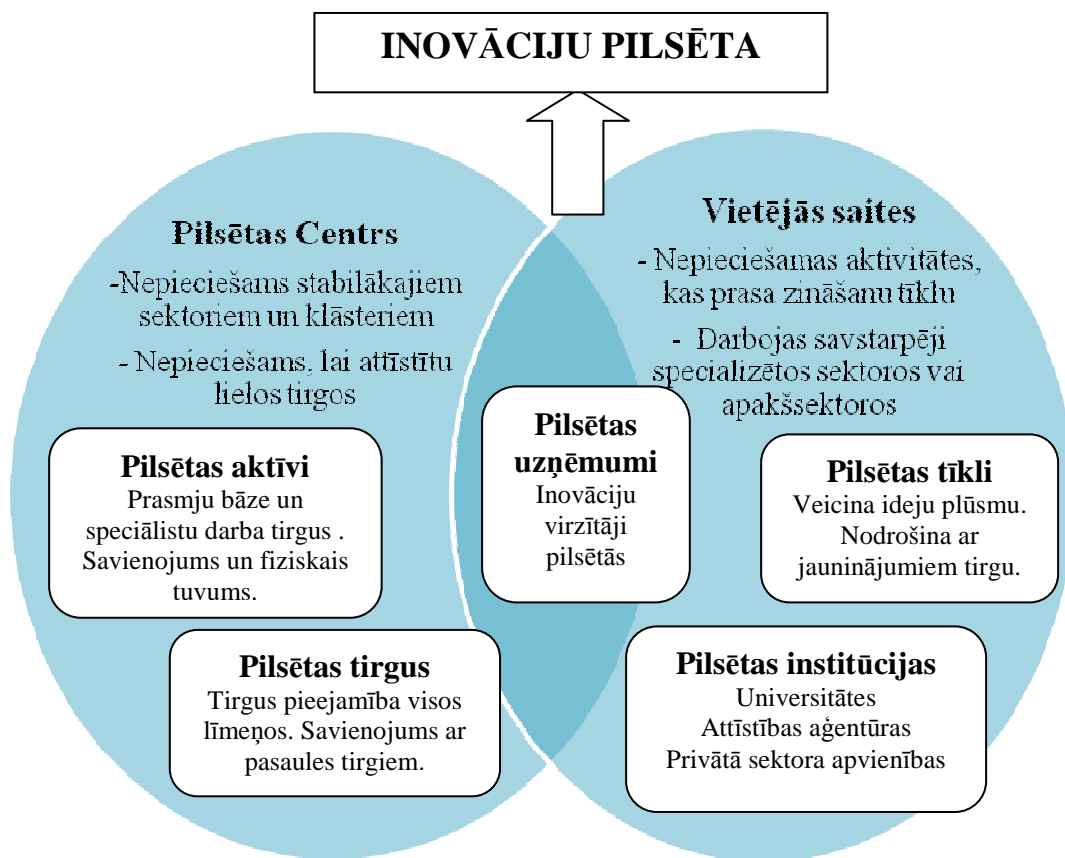 INOVĀCIJU PILSĒTA
Pilsētas Centrs
-Nepieciešams stabilākajiem
sektoriem un klāsteriem
- Nepieciešams, lai attīstītu
lielos tirgos
Vietējās saites
- Nepieciešamas aktivitātes,
kas prasa zināšanu tīklu
- Darbojas savstarpēji
specializētos sektoros vai
apakšsektoros
Pilsētas aktīvi
Prasmju bāze un
speciālistu darba tirgus .
Savienojums un fiziskais
tuvums.
Pilsētas
uzņēmumi
Inovāciju
virzītāji
pilsētās
Pilsētas tīkli
Veicina ideju plūsmu.
Nodrošina ar
jauninājumiem tirgu.
Pilsētas tirgus
Tirgus pieejamība visos
līmeņos. Savienojums ar
pasaules tirgiem.
Pilsētas institūcijas
Universitātes
Attīstības aģentūras
Privātā sektora apvienības